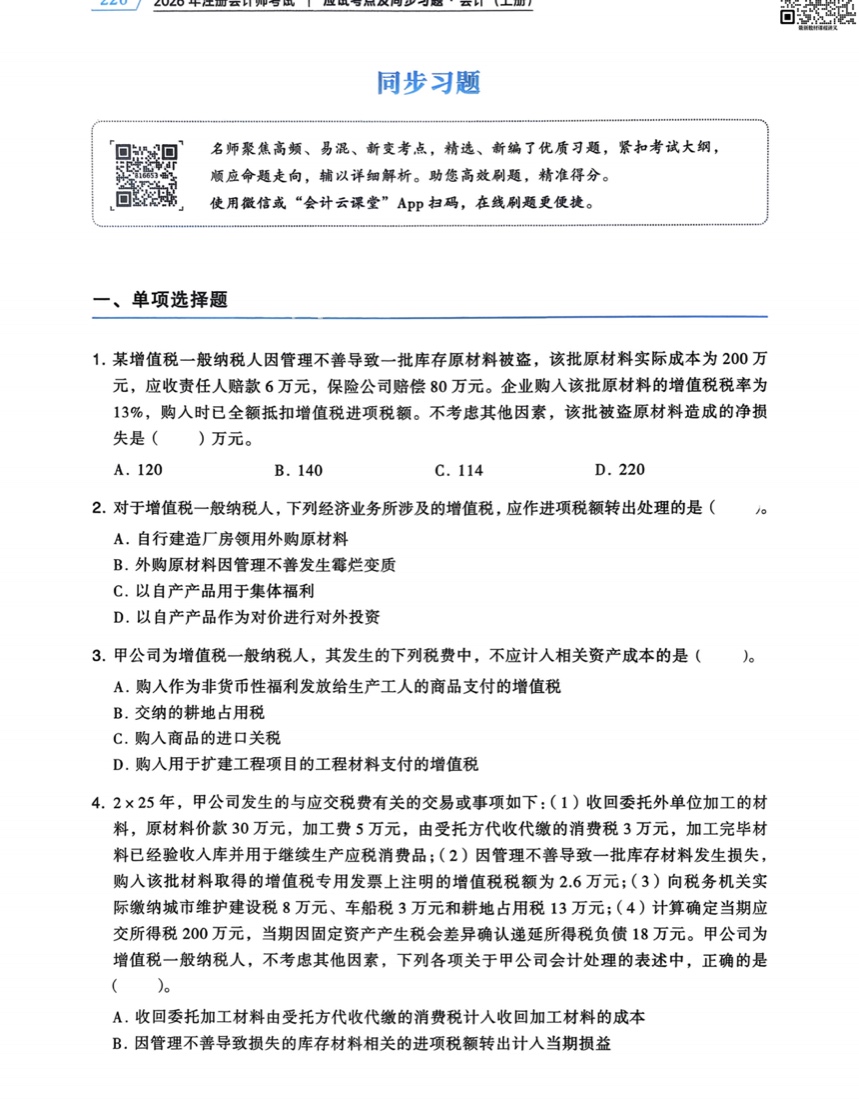 226 2026年注册会计师考试 | 应试考点及同步习题·会计（上册）
同步习题
名师聚焦高频、易混、新变考点，精选、新编了优质习题，紧扣考试大纲，
顺应命题走向，辅以详细解析。助您高效刷题，精准得分。
使用微信或“会计云课堂”App 扫码，在线刷题更便捷。
一、单项选择题
1. 某增值税一般纳税人因管理不善导致一批库存原材料被盗，该批原材料实际成本为 200 万
元，应收责任人赔款 6 万元，保险公司赔偿 80 万元。企业购入该批原材料的增值税税率为
13%，购入时已全额抵扣增值税进项税额。不考虑其他因素，该批被盗原材料造成的净损
失是（ ）万元。
A. 120 B. 140 C. 114 D. 220
2. 对于增值税一般纳税人，下列经济业务所涉及的增值税，应作进项税额转出处理的是（ ）。
A. 自行建造厂房领用外购原材料
B. 外购原材料因管理不善发生霉烂变质
C. 以自产产品用于集体福利
D. 以自产产品作为对价进行对外投资
3. 甲公司为增值税一般纳税人，其发生的下列税费中，不应计入相关资产成本的是（ ）。
A. 购入作为非货币性福利发放给生产工人的商品支付的增值税
B. 交纳的耕地占用税
C. 购入商品的进口关税
D. 购入用于扩建工程项目的工程材料支付的增值税
4. 2×25 年，甲公司发生的与应交税费有关的交易或事项如下：（1）收回委托外单位加工的材
料，原材料价款 30 万元，加工费 5 万元，由受托方代收代缴的消费税 3 万元，加工完毕材
料已经验收入库并用于继续生产应税消费品；（2）因管理不善导致一批库存材料发生损失，
购入该批材料取得的增值税专用发票上注明的增值税税额为 2.6 万元；（3）向税务机关实
际缴纳城市维护建设税 8 万元、车船税 3 万元和耕地占用税 13 万元；（4）计算确定当期应
交所得税 200 万元，当期因固定资产产生税会差异确认递延所得税负债 18 万元。甲公司为
增值税一般纳税人，不考虑其他因素，下列各项关于甲公司会计处理的表述中，正确的是
（ ）。
A. 收回委托加工材料由受托方代收代缴的消费税计入收回加工材料的成本
B. 因管理不善导致损失的库存材料相关的进项税额转出计入当期损益